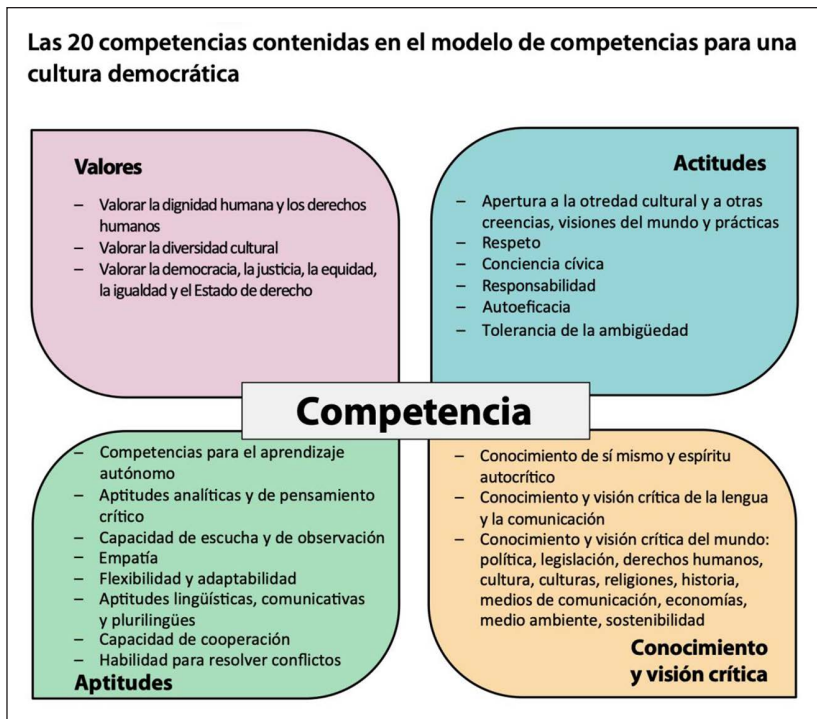 Las 20 competencias contenidas en el modelo de competencias para una
cultura democrática
Valores
– Valorar la dignidad humana y los derechos
humanos
– Valorar la diversidad cultural
– Valorar la democracia, la justicia, la equidad,
la igualdad y el Estado de derecho
Actitudes
– Apertura a la otredad cultural y a otras
creencias, visiones del mundo y prácticas
– Respeto
– Conciencia cívica
– Responsabilidad
– Autoeficacia
– Tolerancia de la ambigüedad
Competencia
– Competencias para el aprendizaje
autónomo
– Aptitudes analíticas y de pensamiento
crítico
– Capacidad de escucha y de observación
– Empatía
– Flexibilidad y adaptabilidad
– Aptitudes lingüísticas, comunicativas
y plurilingües
– Capacidad de cooperación
– Habilidad para resolver conflictos
Aptitudes
– Conocimiento de sí mismo y espíritu
autocrítico
– Conocimiento y visión crítica de la lengua
y la comunicación
– Conocimiento y visión crítica del mundo:
política, legislación, derechos humanos,
cultura, culturas, religiones, historia,
medios de comunicación, economías,
medio ambiente, sostenibilidad
Conocimiento
y visión crítica